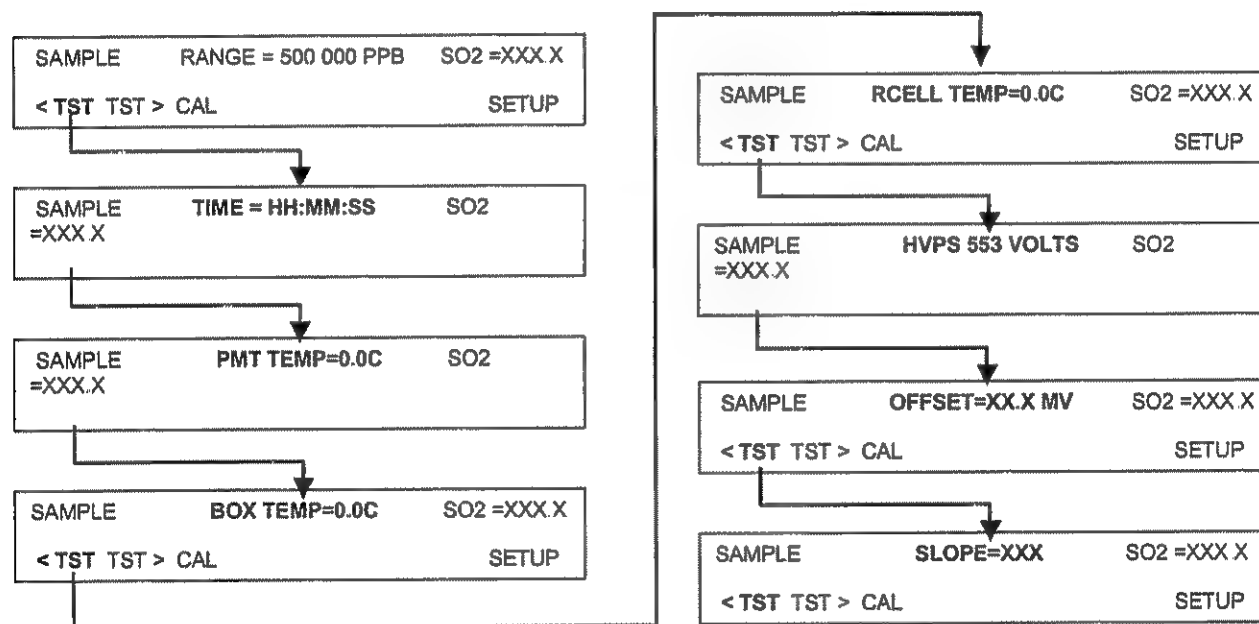 SAMPLE RANGE = 500 000 PPB SO2 =XXX.X
< TST TST > CAL SETUP
SAMPLE TIME = HH:MM:SS SO2
=XXX.X
SAMPLE PMT TEMP=0.0C SO2
=XXX.X
SAMPLE BOX TEMP=0.0C SO2 =XXX.X
< TST TST > CAL SETUP
SAMPLE RCELL TEMP=0.0C SO2 =XXX.X
< TST TST > CAL SETUP
SAMPLE HVPS 553 VOLTS SO2
=XXX.X
SAMPLE OFFSET=XX.X MV SO2 =XXX.X
< TST TST > CAL SETUP
SAMPLE SLOPE=XXX SO2 =XXX.X
< TST TST > CAL SETUP